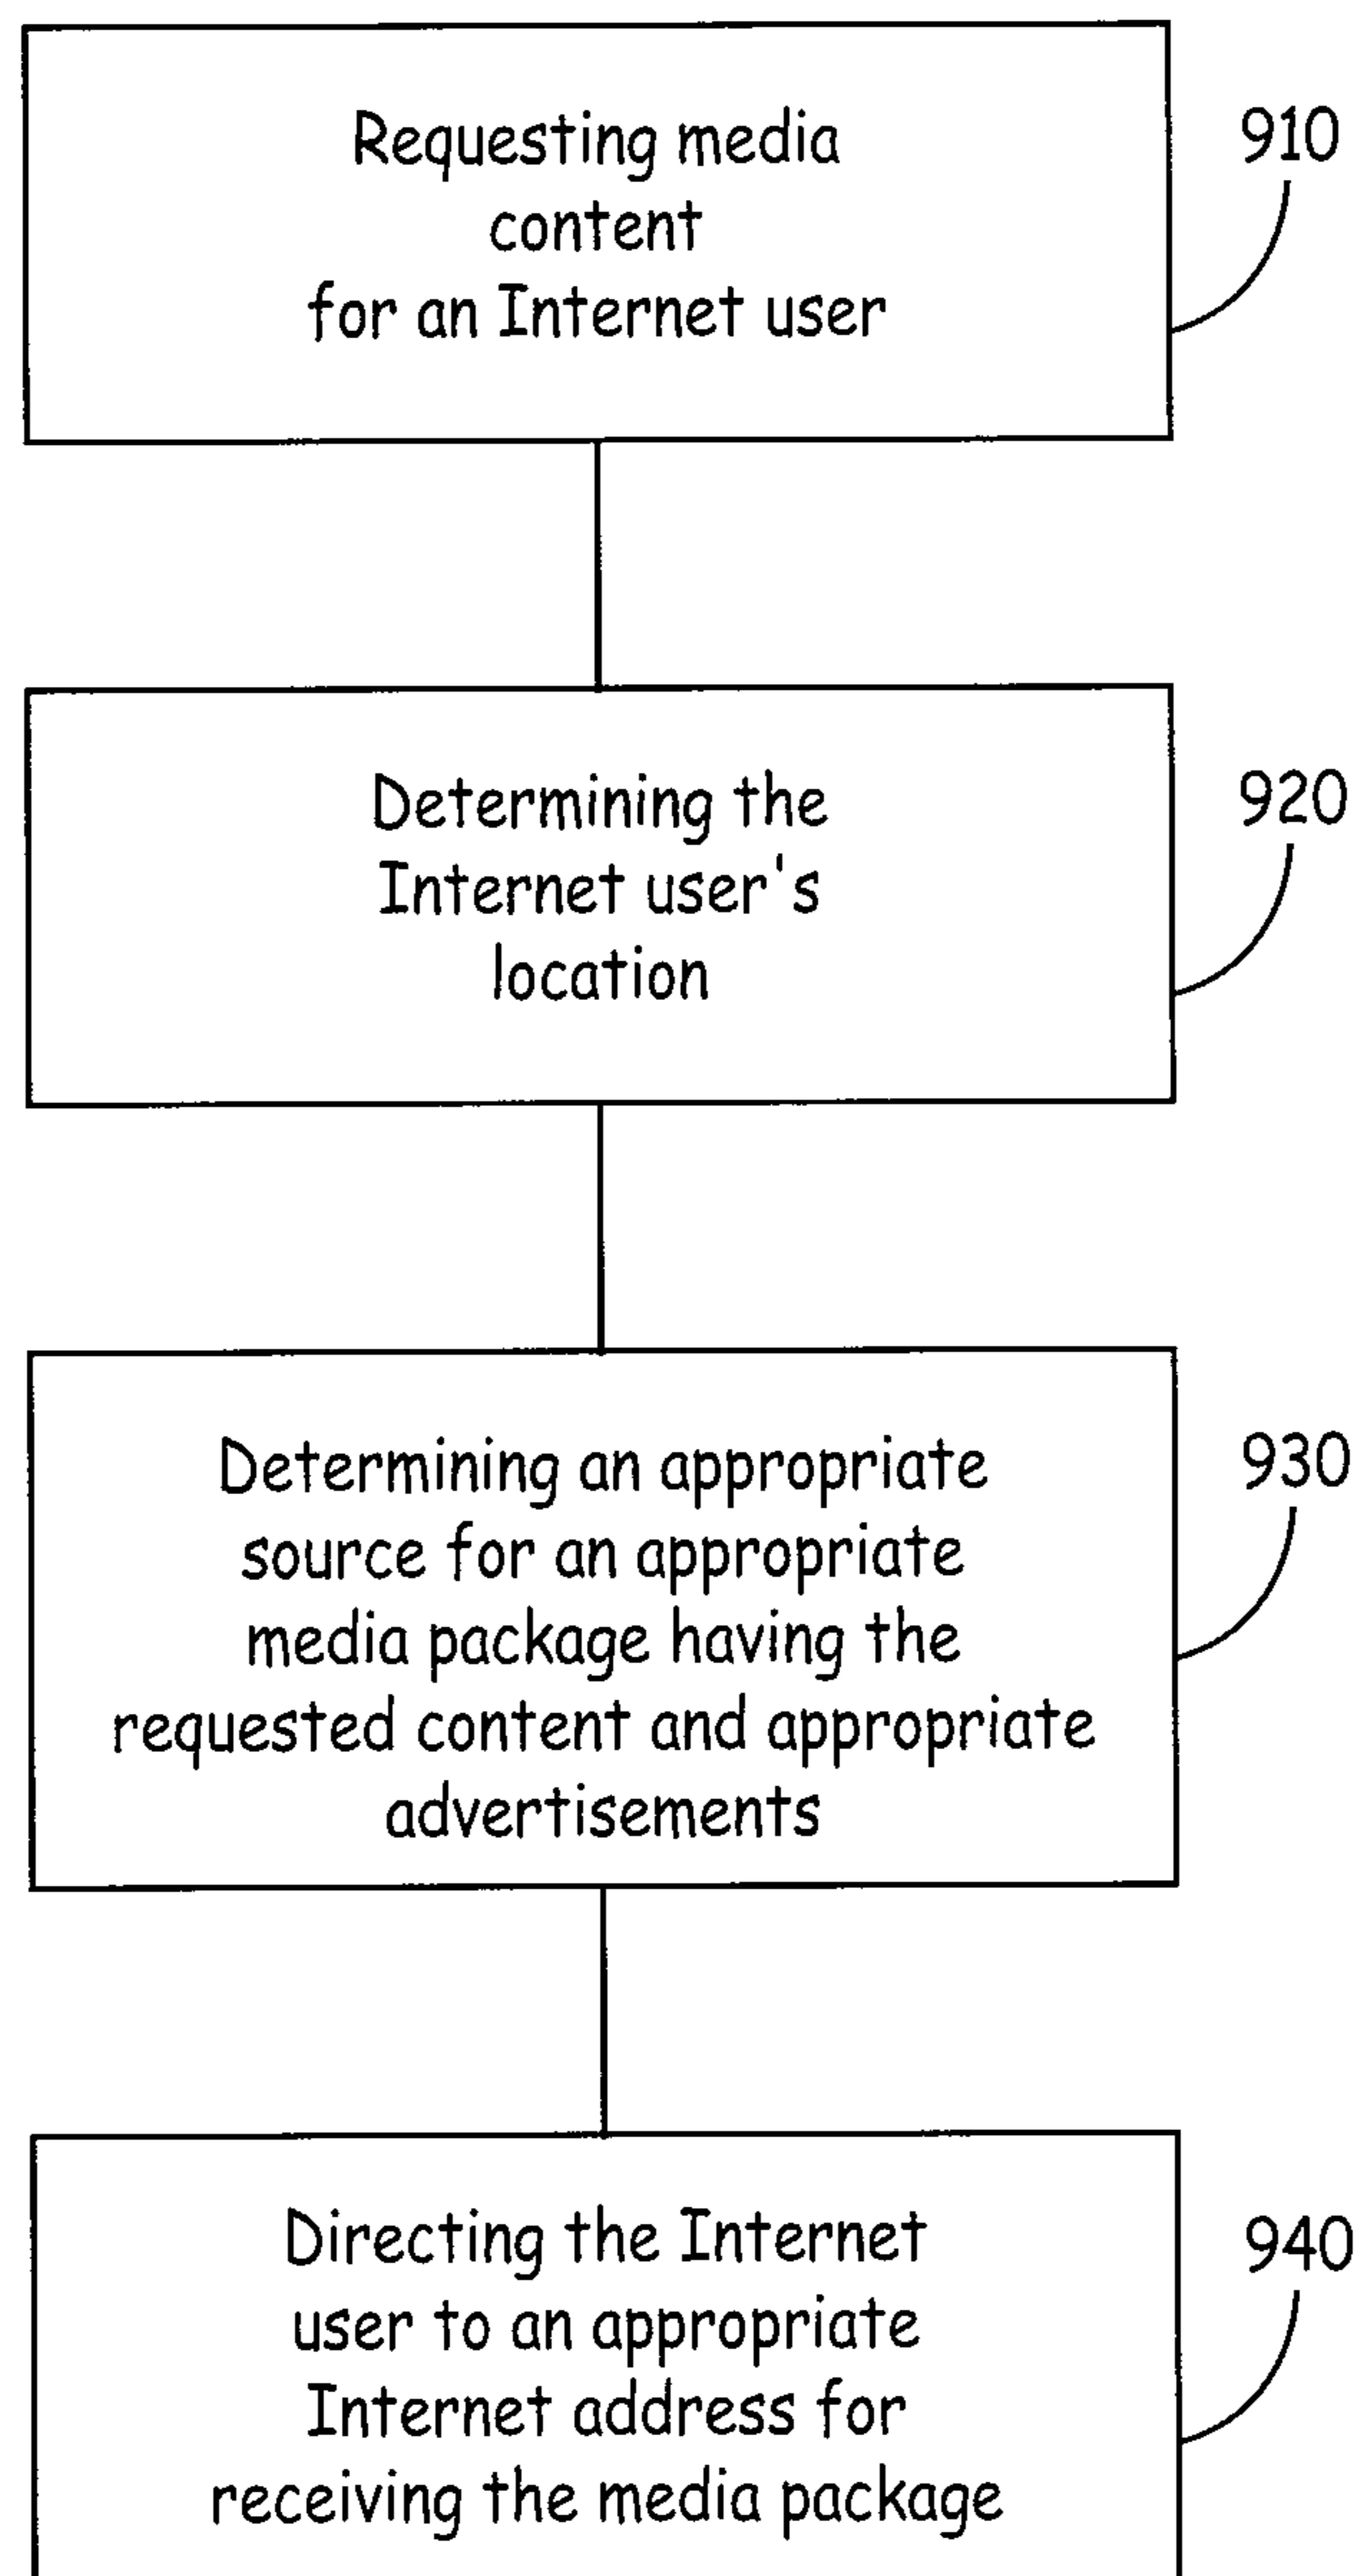 Requesting media
content
for an Internet user
910
Determining the
Internet user's
location
920
Determining an appropriate
source for an appropriate
media package having the
requested content and appropriate
advertisements
930
Directing the Internet
user to an appropriate
Internet address for
receiving the media package
940